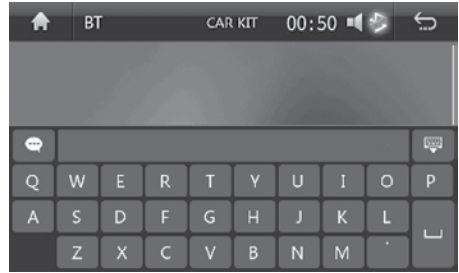 BT CAR KIT 00:50
Q W E R T Y U I O P
A S D F G H J K L
Z X C V B N M '